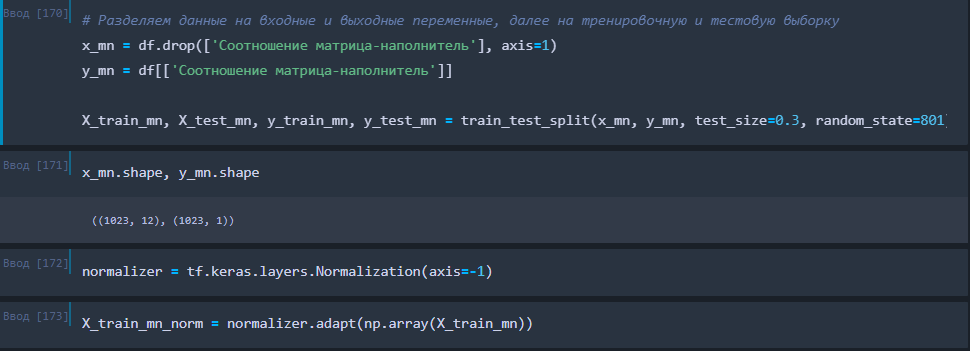 Ввод [170]
# Разделяем данные на входные и выходные переменные, далее на тренировочную и тестовую выборку
x_mn = df.drop(['Соотношение матрица-наполнитель'], axis=1)
y_mn = df[['Соотношение матрица-наполнитель']]
X_train_mn, X_test_mn, y_train_mn, y_test_mn = train_test_split(x_mn, y_mn, test_size=0.3, random_state=801)
Ввод [171]
x_mn.shape, y_mn.shape
((1023, 12), (1023, 1))
Ввод [172]
normalizer = tf.keras.layers.Normalization(axis=-1)
Ввод [173]
X_train_mn_norm = normalizer.adapt(np.array(X_train_mn))